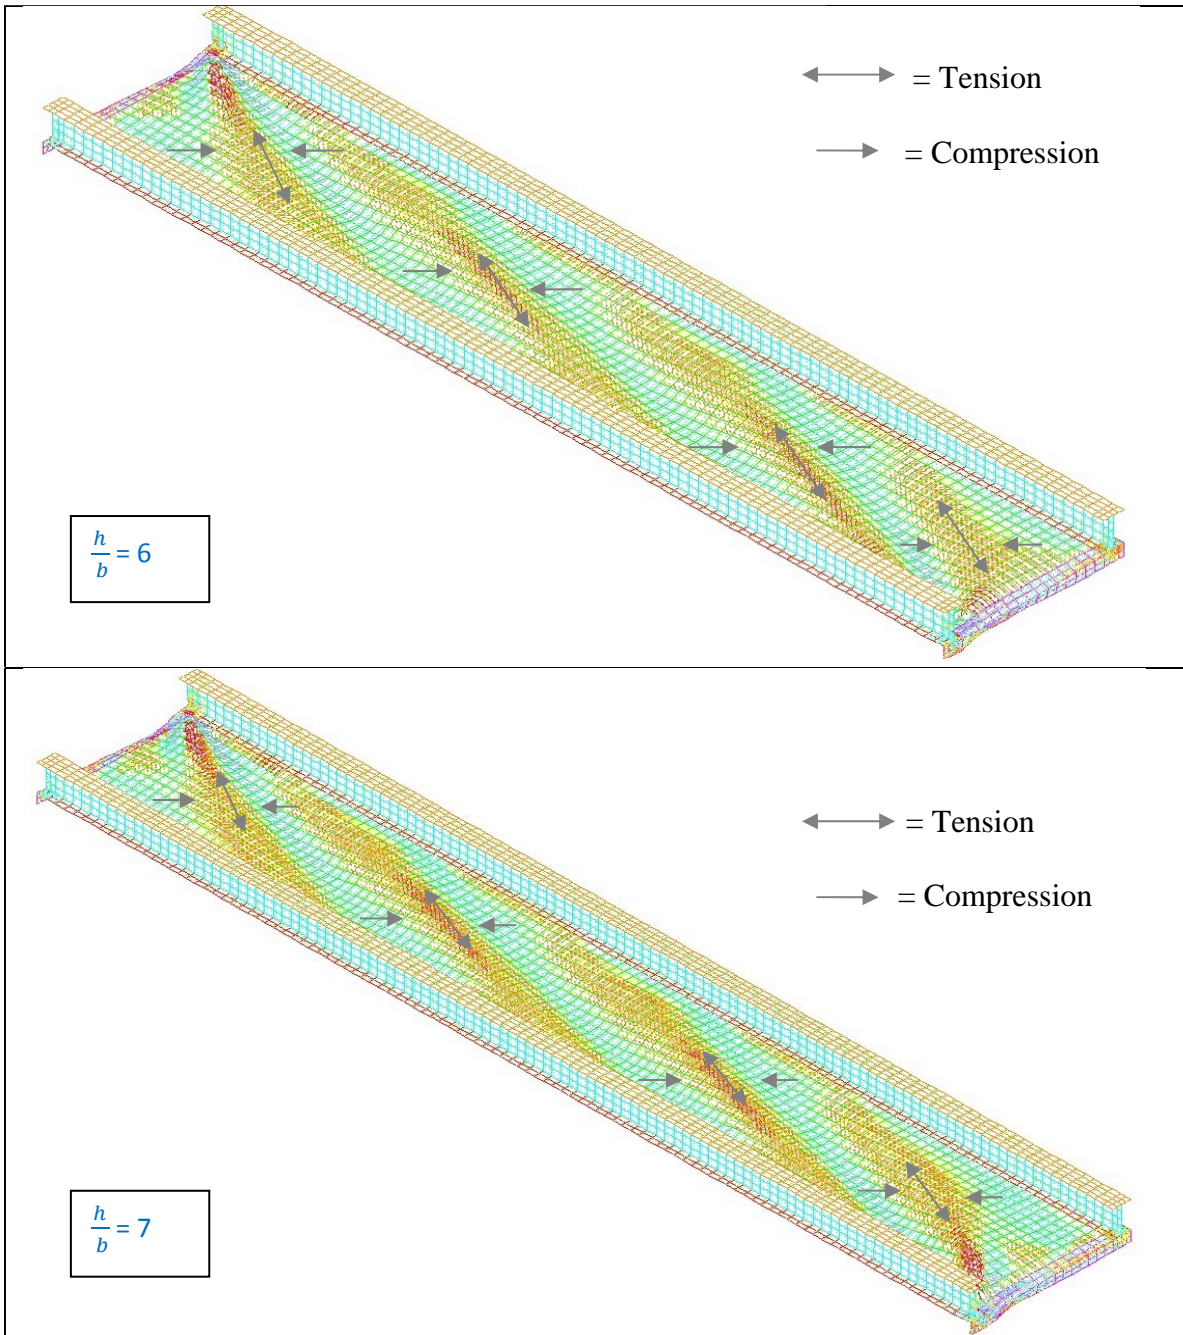 = Tension
= Compression
h/b = 6
= Tension
= Compression
h/b = 7